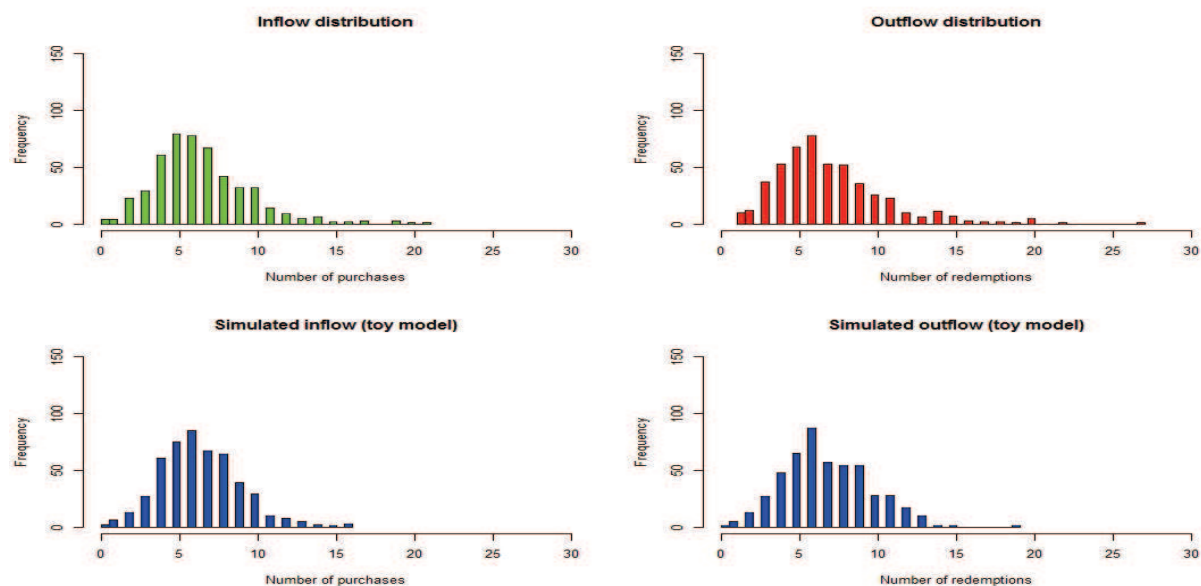 Inflow distribution
Frequency
150
100
50
0
0 5 10 15 20 25 30
Number of purchases
Outflow distribution
Frequency
150
100
50
0
0 5 10 15 20 25 30
Number of redemptions
Simulated inflow (toy model)
Frequency
150
100
50
0
0 5 10 15 20 25 30
Number of purchases
Simulated outflow (toy model)
Frequency
150
100
50
0
0 5 10 15 20 25 30
Number of redemptions